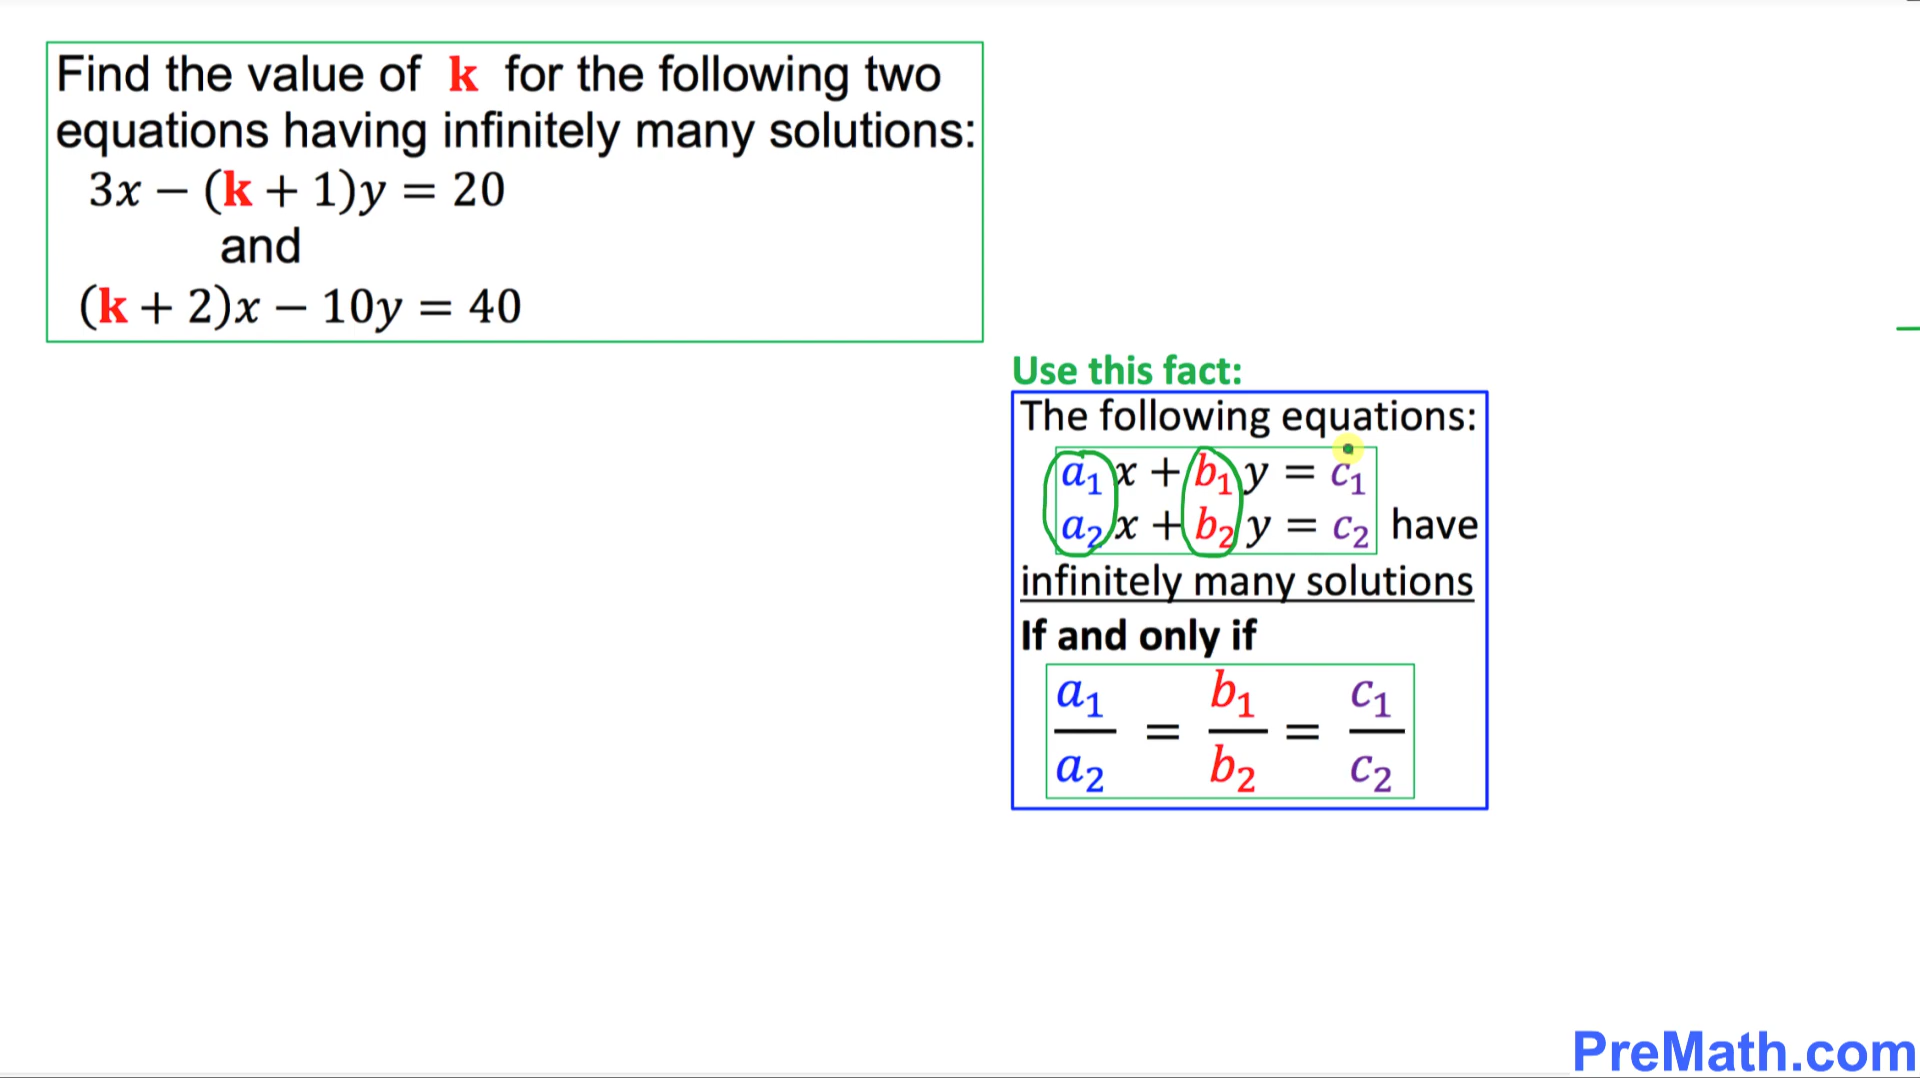 Find the value of k for the following two
equations having infinitely many solutions:
3x − (k + 1)y = 20
and
(k + 2)x − 10y = 40
Use this fact:
The following equations:
a₁x + b₁y = c₁
a₂x + b₂y = c₂ have
infinitely many solutions
If and only if
a₁/a₂ = b₁/b₂ = c₁/c₂
PreMath.com